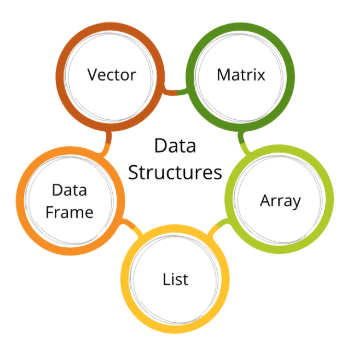 Vector
Matrix
Data
Structures
Data
Frame
Array
List